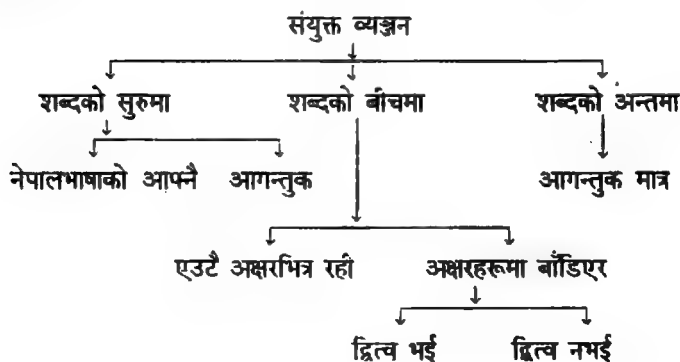 संयुक्त व्यञ्जन
शब्दको सुरुमा शब्दको बीचमा शब्दको अन्तमा
नेपालभाषाको आफ्नै आगन्तुक आगन्तुक मात्र
एउटै अक्षरभित्र रही अक्षरहरूमा बाँडिएर
द्वित्व भई द्वित्व नभई